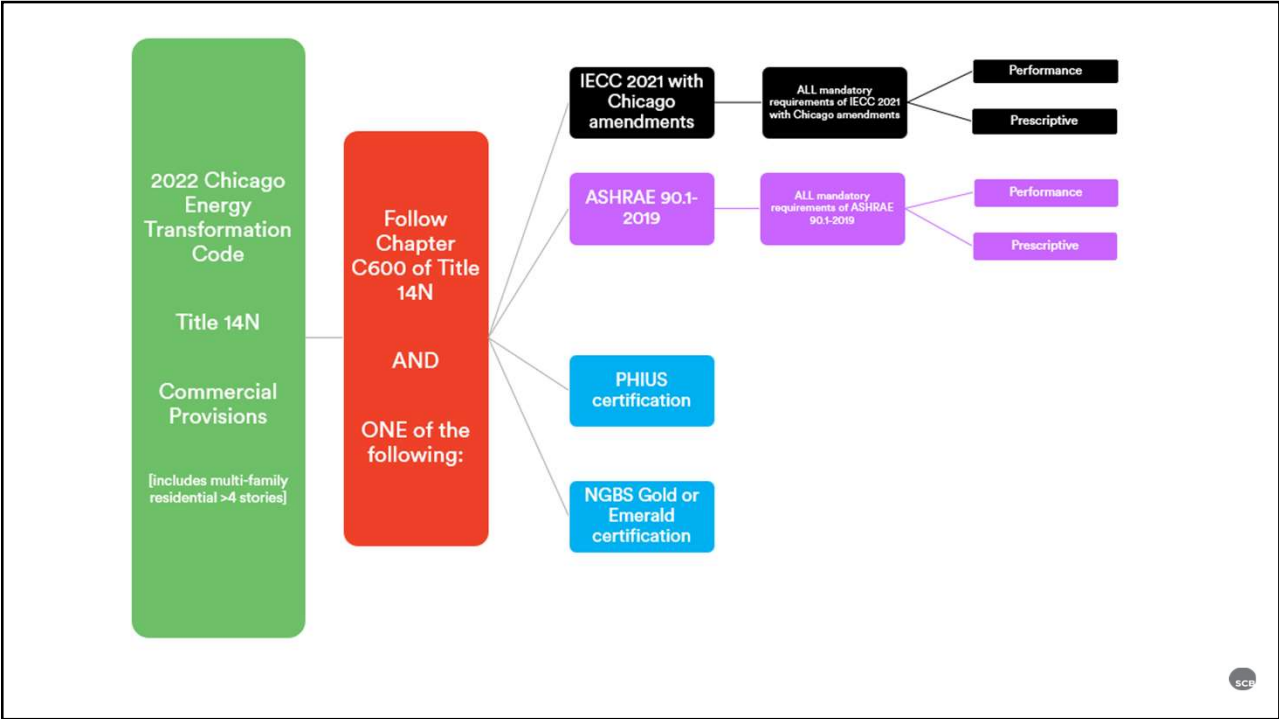 2022 Chicago
Energy
Transformation
Code
Title 14N
Commercial
Provisions
[includes multi-family
residential >4 stories]
Follow
Chapter
C600 of Title
14N
AND
ONE of the
following:
IECC 2021 with
Chicago
amendments
ALL mandatory
requirements of IECC 2021
with Chicago amendments
Performance
Prescriptive
ASHRAE 90.1-
2019
ALL mandatory
requirements of ASHRAE
90.1-2019
Performance
Prescriptive
PHIUS
certification
NGBS Gold or
Emerald
certification
SCB